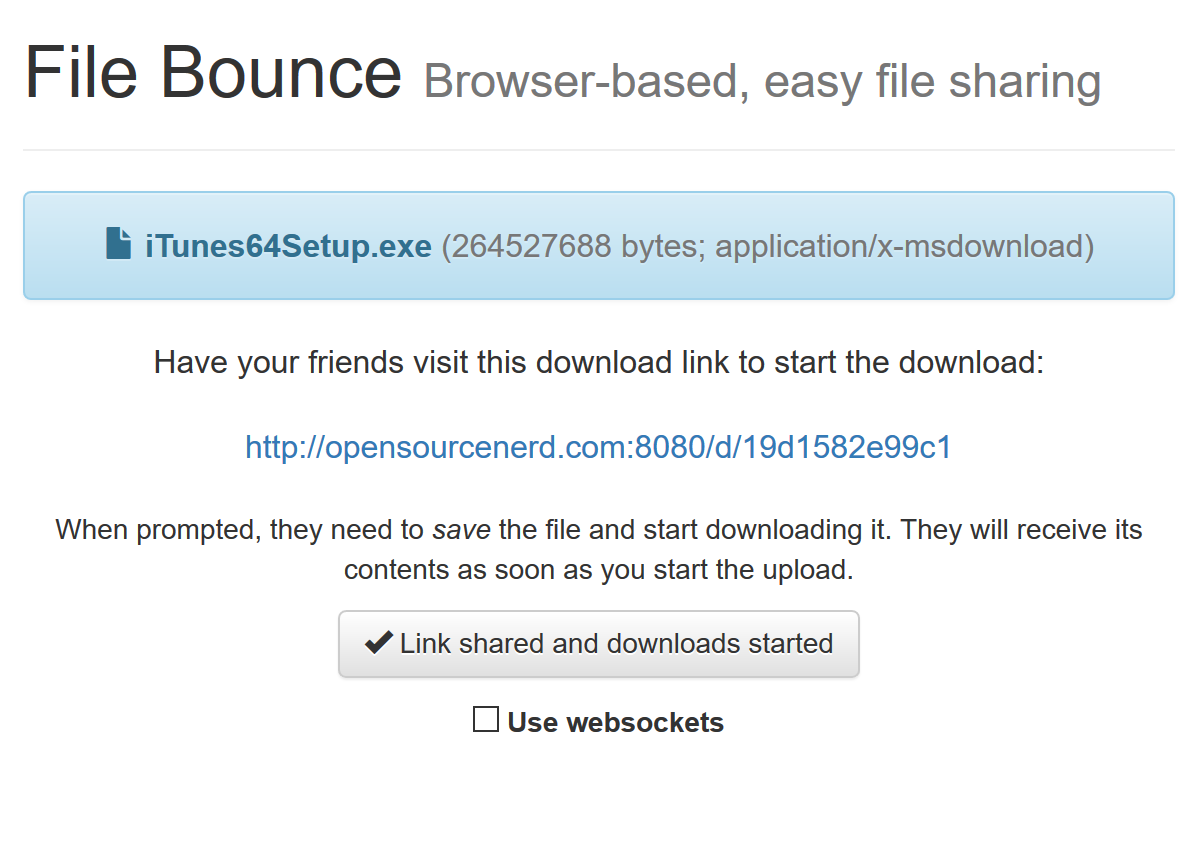 File Bounce Browser-based, easy file sharing
iTunes64Setup.exe (264527688 bytes; application/x-msdownload)
Have your friends visit this download link to start the download:
http://opensourcenerd.com:8080/d/19d1582e99c1
When prompted, they need to save the file and start downloading it. They will receive its
contents as soon as you start the upload.
Link shared and downloads started
Use websockets